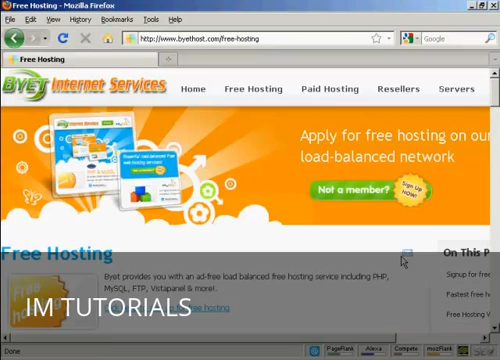 Free Hosting - Mozilla Firefox
File Edit View History Bookmarks Tools Help
http://www.byethost.com/free-hosting
Google
Free Hosting
BYET Internet Services
Home Free Hosting Paid Hosting Resellers Servers
Apply for free hosting on our
load-balanced network
Not a member?
Sign Up NOW!
Free Hosting
On This P
Byet provides you with an ad-free load balanced free hosting service including PHP,
MySQL, FTP, Vistapanel & more!.
Signup for free
Fastest free h
Free Hosting V
free hosting
IM TUTORIALS
Done
PageRank Alexa Compete mozRank